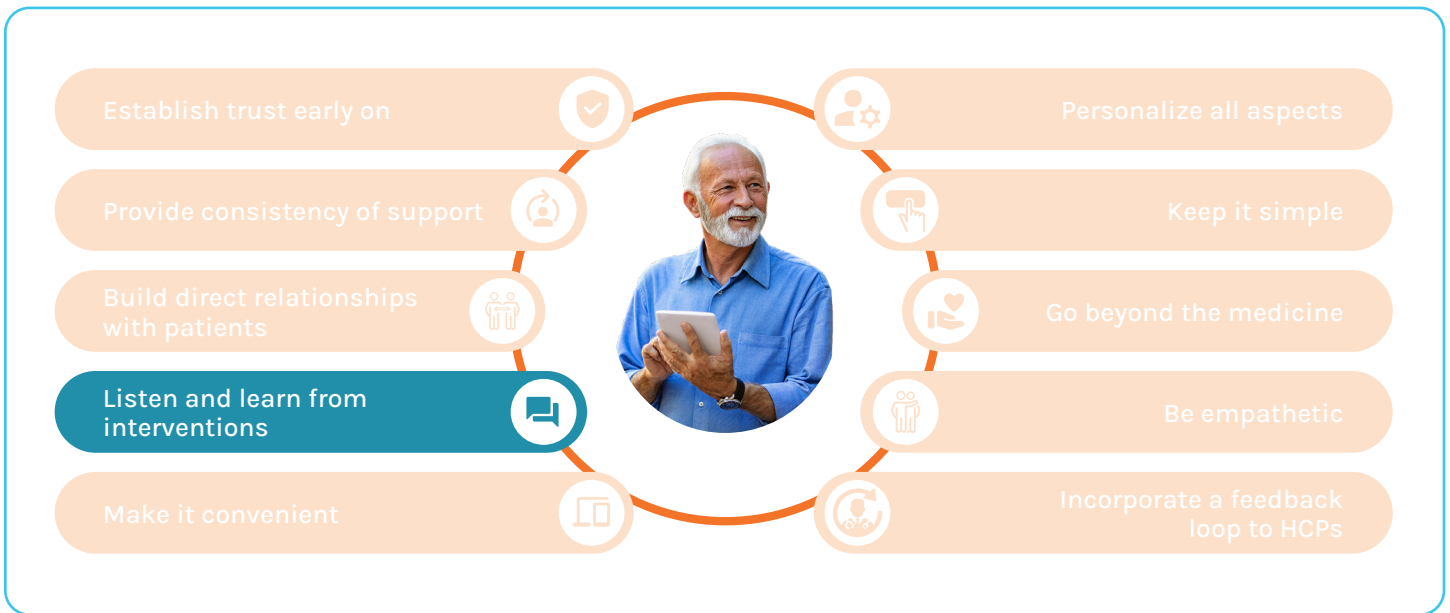 Establish trust early on
Provide consistency of support
Build direct relationships
with patients
Listen and learn from
interventions
Make it convenient
Personalize all aspects
Keep it simple
Go beyond the medicine
Be empathetic
Incorporate a feedback
loop to HCPs